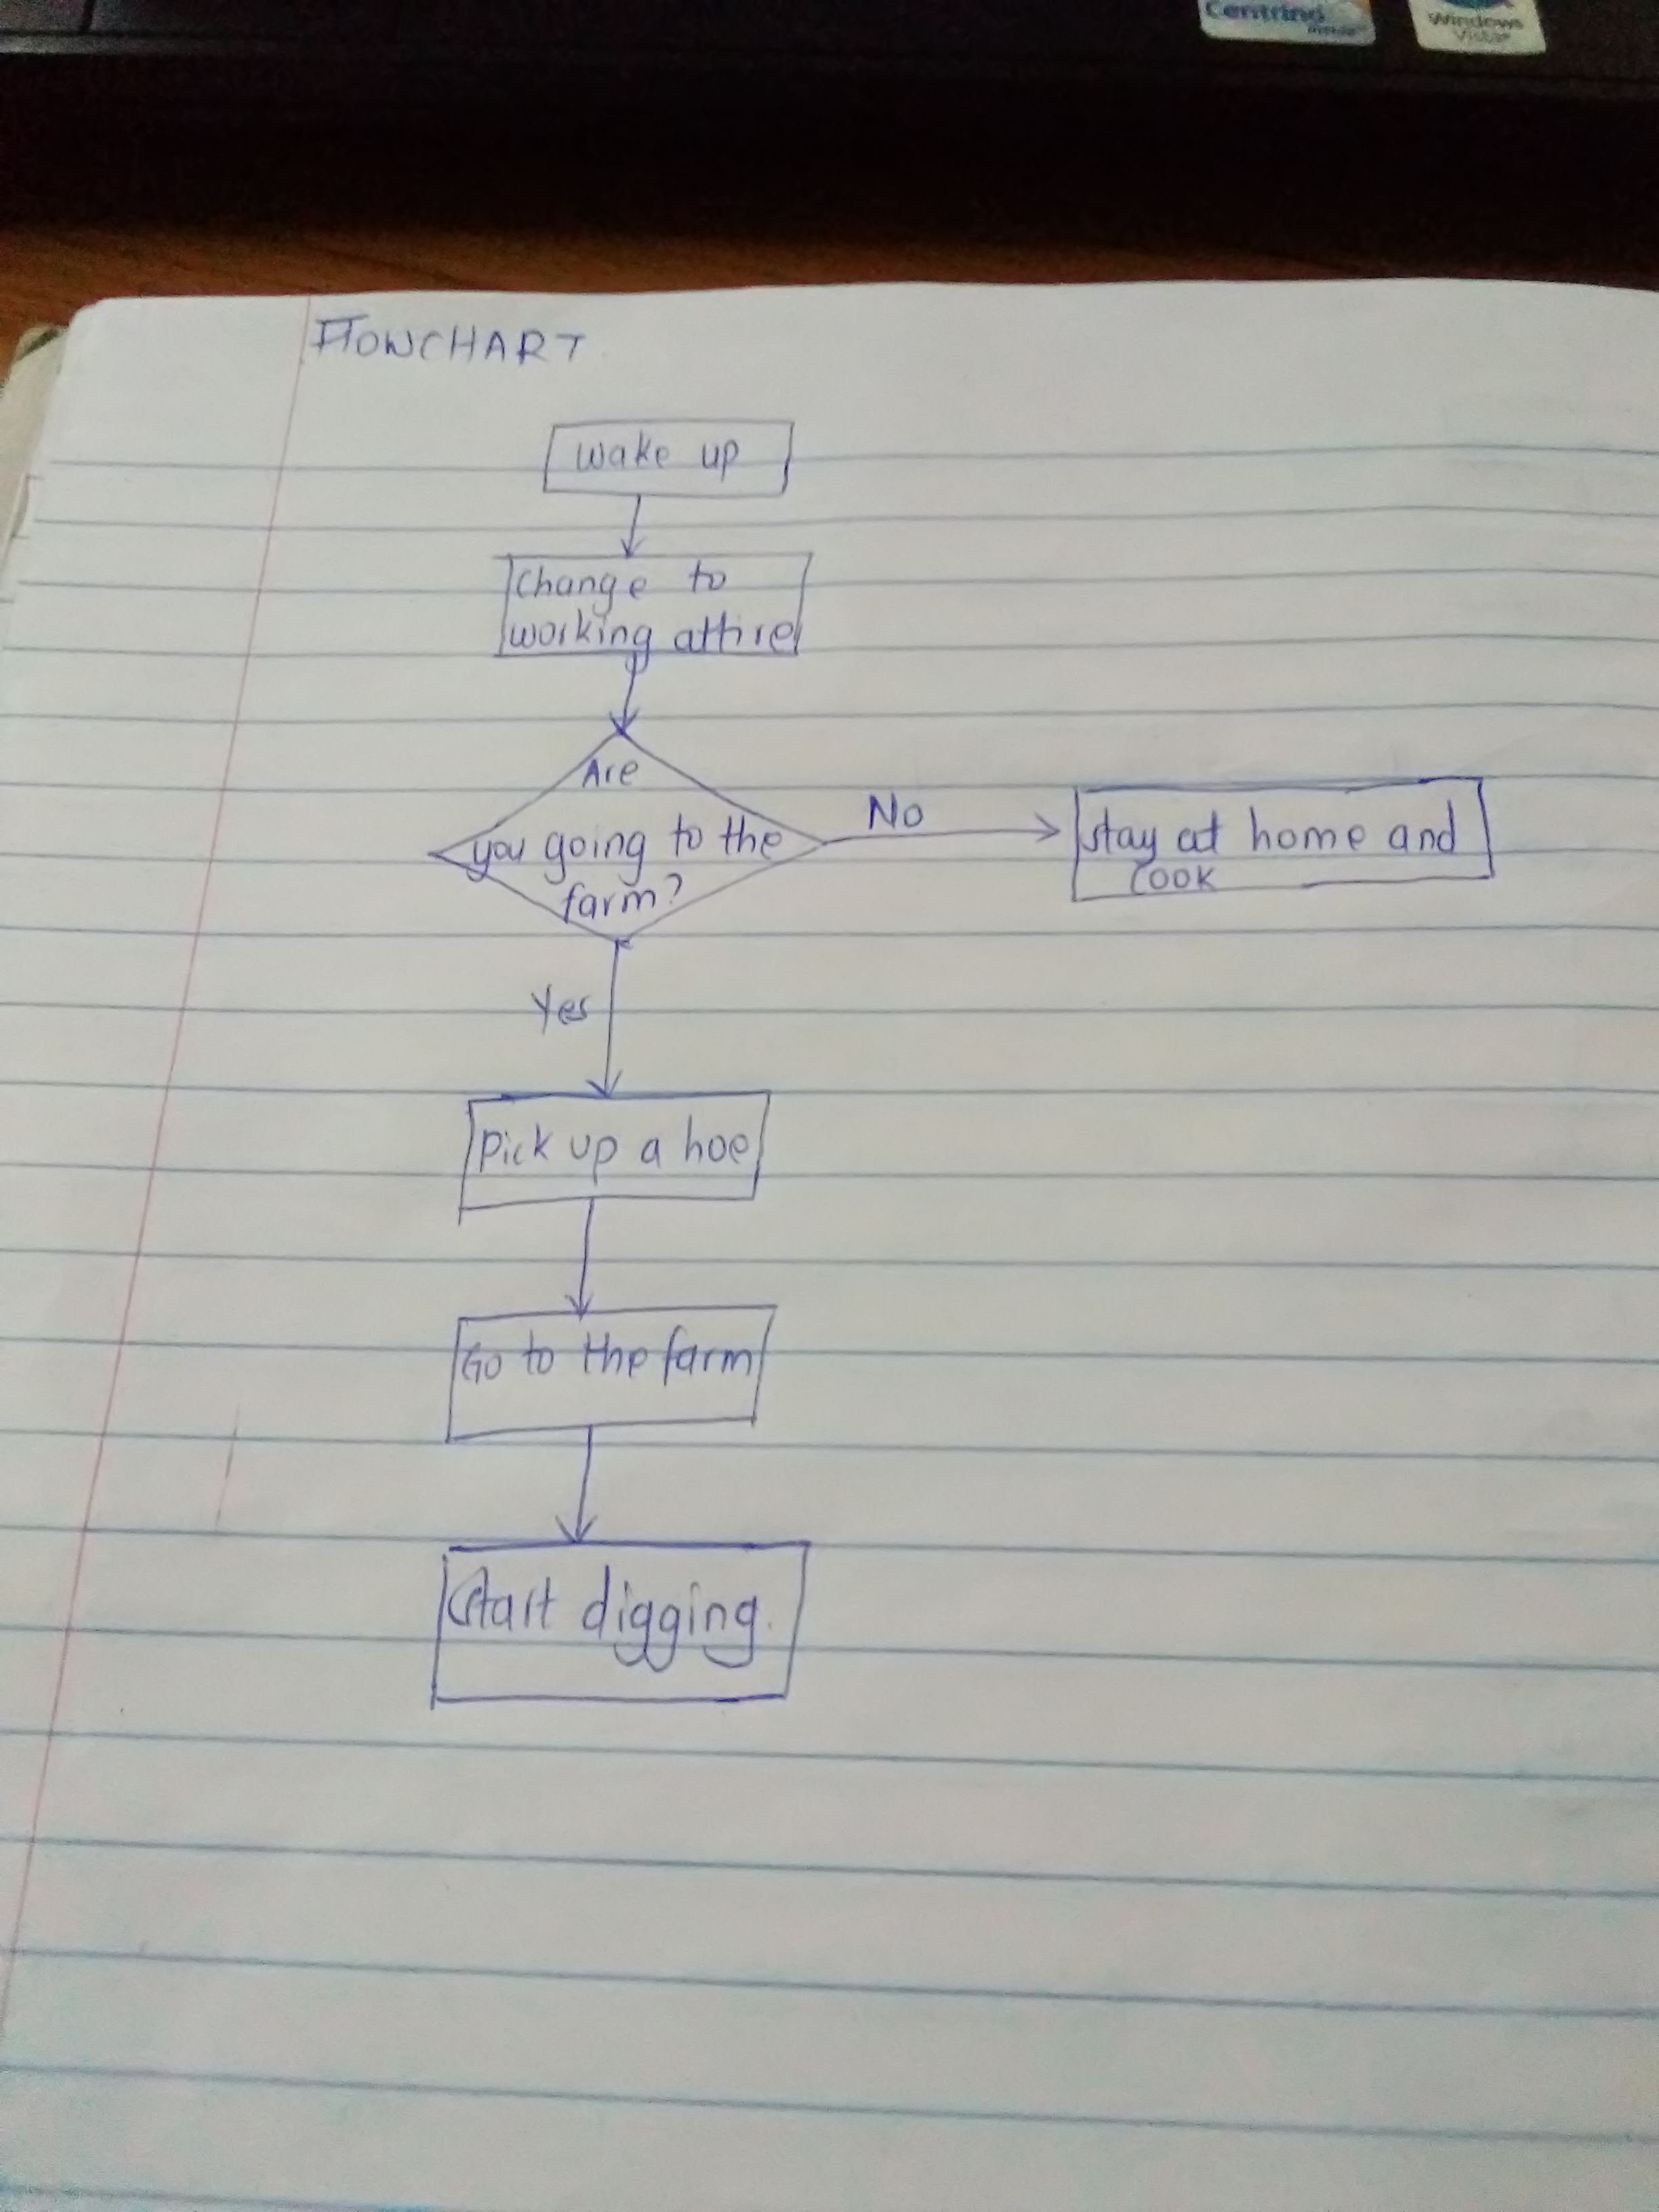 Centrino
inside
Windows
Vista
FLOWCHART
wake up
Change to
working attire
Are
you going to the
farm?
No
stay at home and
cook
Yes
Pick up a hoe
Go to the farm
Start digging.